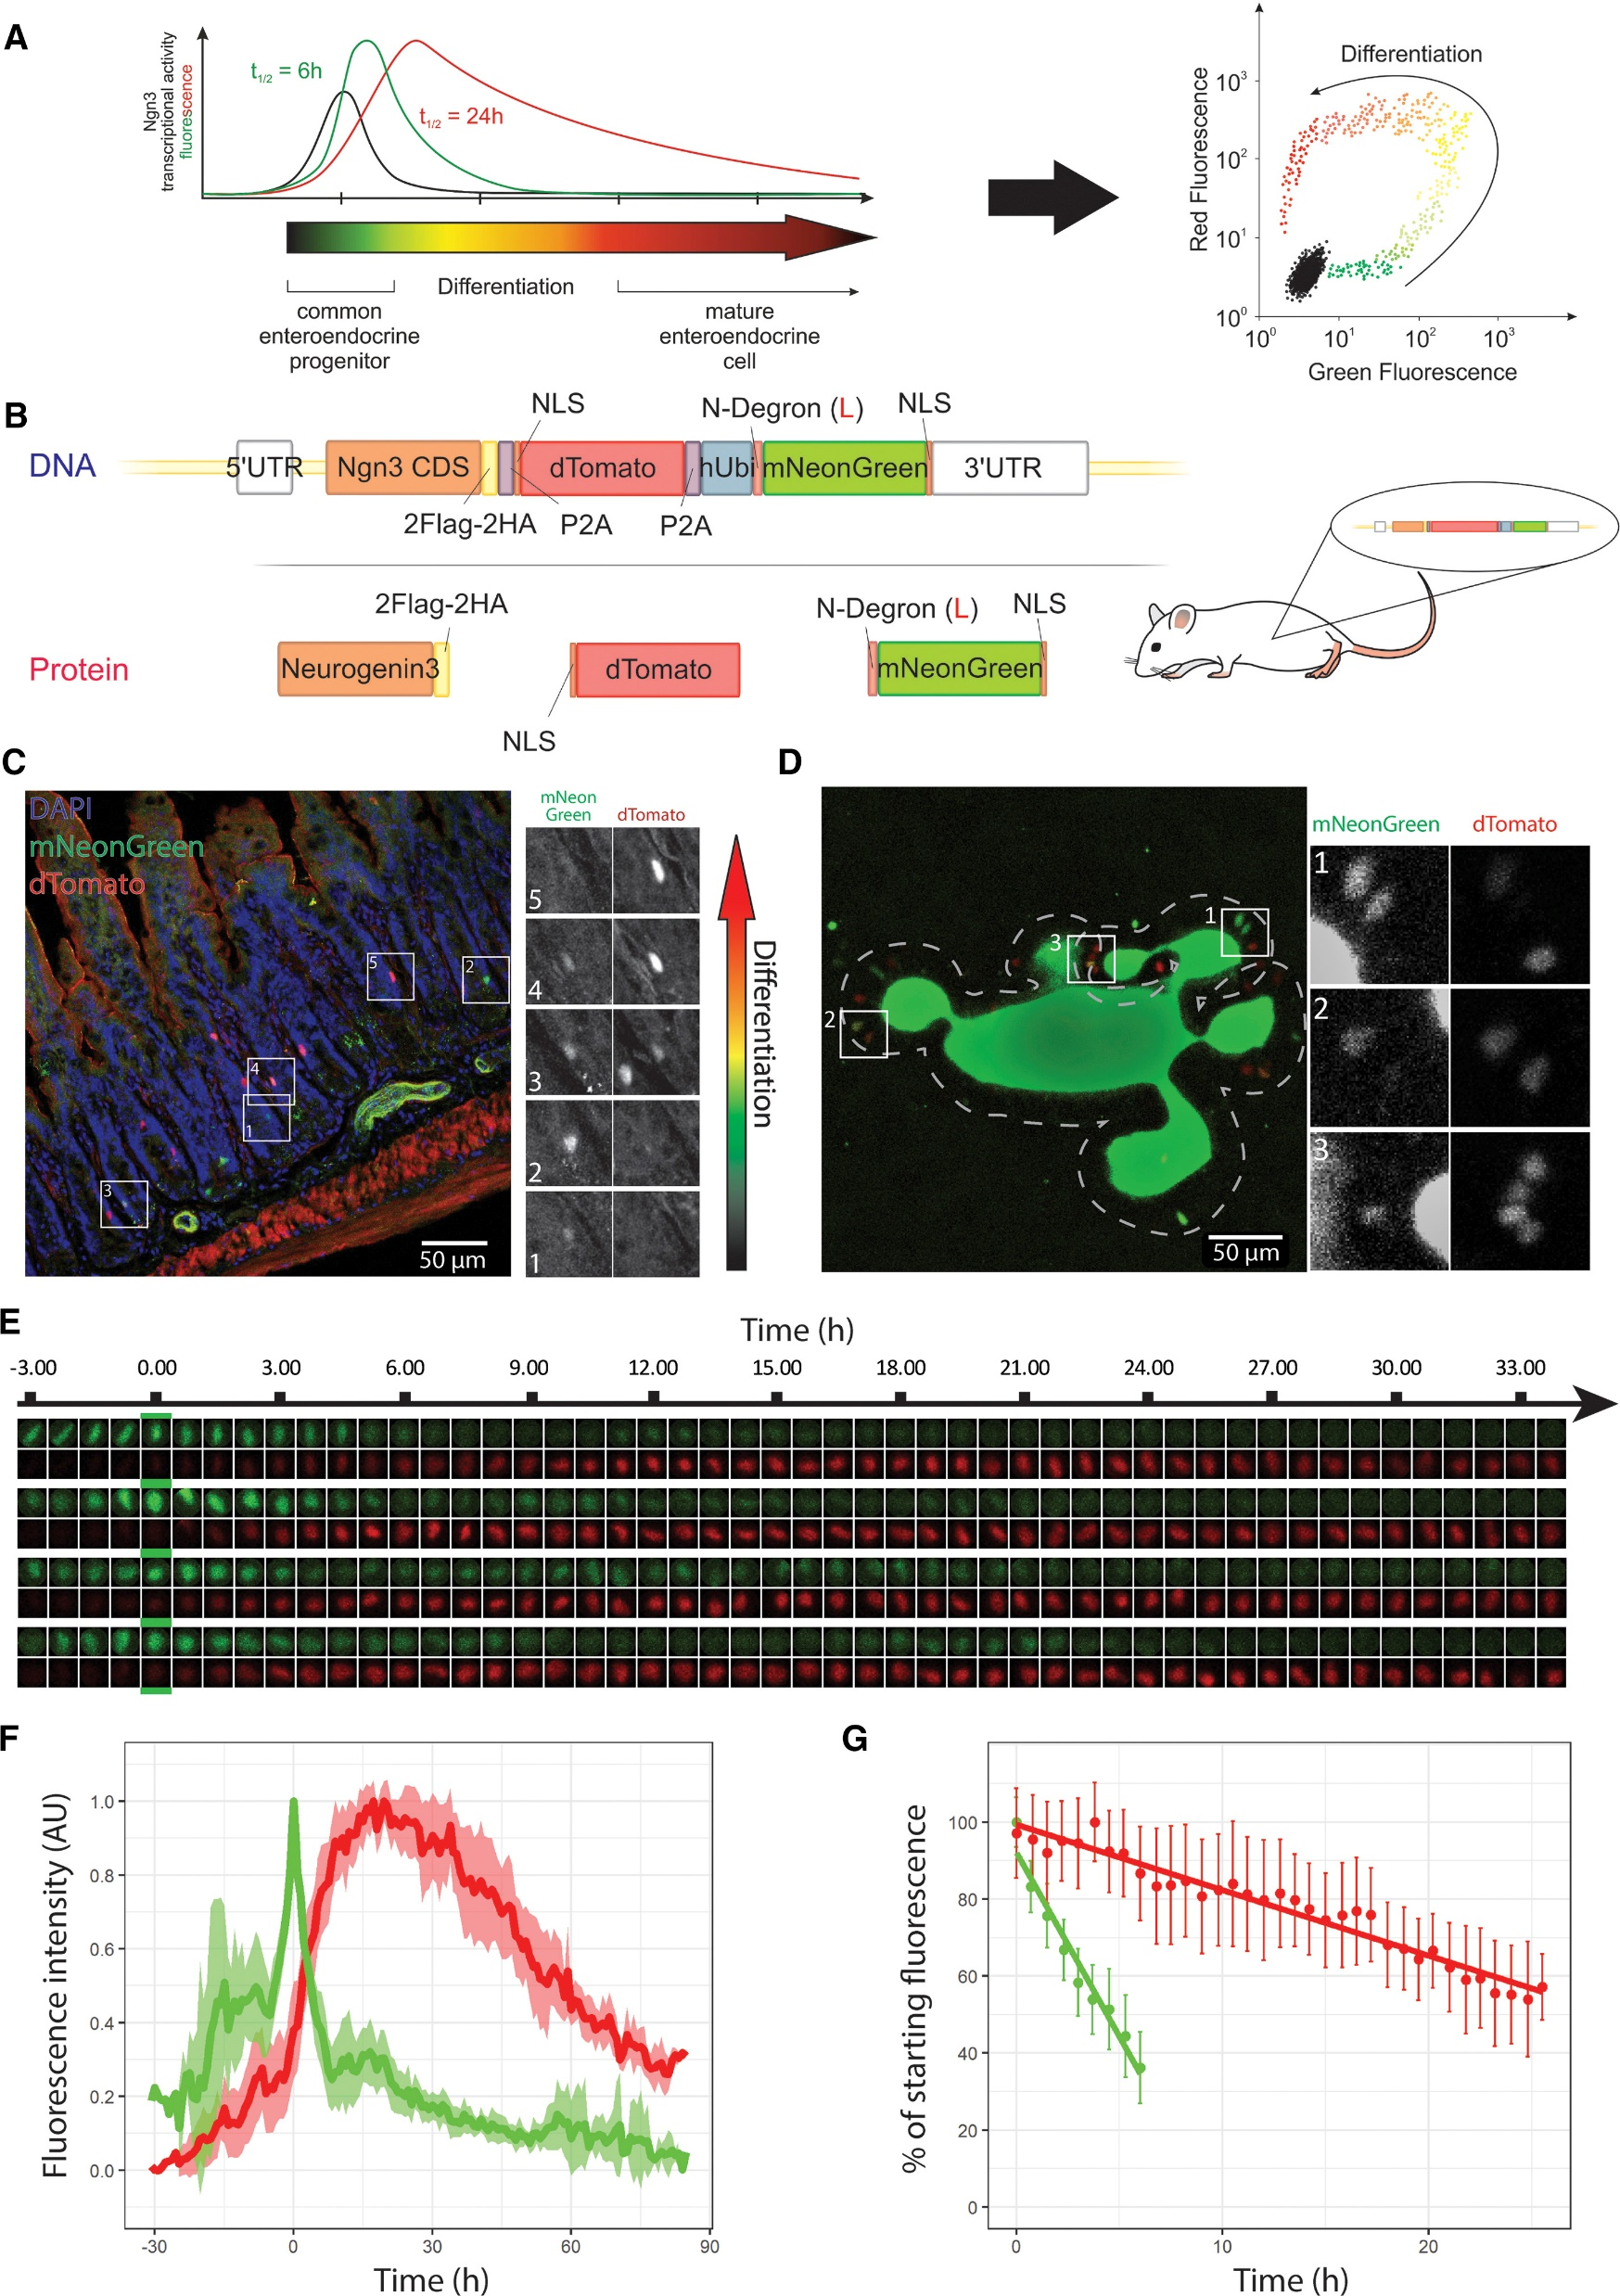 A
Ngn3
transcriptional activity
fluorescence
t1/2 = 6h
t1/2 = 24h
Differentiation
common
enteroendocrine
progenitor
mature
enteroendocrine
cell
Differentiation
Red Fluorescence
10³
10²
10¹
10⁰
10⁰ 10¹ 10² 10³
Green Fluorescence
B
NLS N-Degron (L) NLS
DNA 5'UTR Ngn3 CDS dTomato hUbi mNeonGreen 3'UTR
2Flag-2HA P2A P2A
2Flag-2HA N-Degron (L) NLS
Protein Neurogenin3 dTomato mNeonGreen
NLS
C
DAPI
mNeonGreen
dTomato
5 2
4
1
3
50 µm
mNeon
Green dTomato
5
4
3
2
1
Differentiation
D
1
3
2
50 µm
mNeonGreen dTomato
1
2
3
E
Time (h)
-3.00 0.00 3.00 6.00 9.00 12.00 15.00 18.00 21.00 24.00 27.00 30.00 33.00
F
Fluorescence intensity (AU)
1.0
0.8
0.6
0.4
0.2
0.0
-30 0 30 60 90
Time (h)
G
% of starting fluorescence
100
80
60
40
20
0
0 10 20
Time (h)